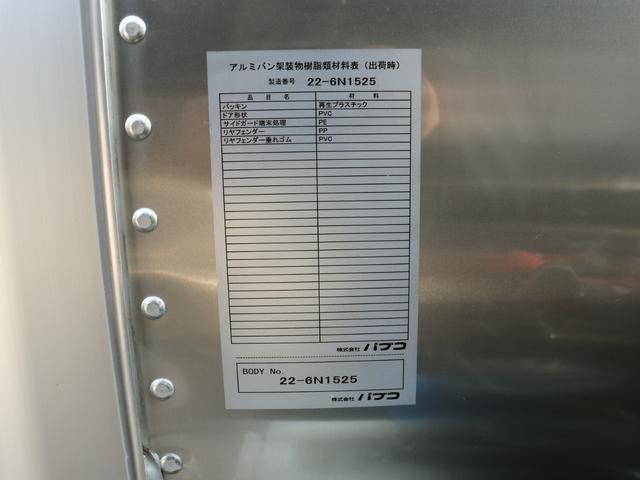 アルミバン架装物樹脂類材料表（出荷時）
製造番号 22-6N1525
品目名 材料
パッキン 再生プラスチック
ドア形状 PVC
サイドガード端末処理 PE
リヤフェンダー PP
リヤフェンダー垂れゴム PVC
株式会社 パブコ
BODY No.
22-6N1525
株式会社 パブコ